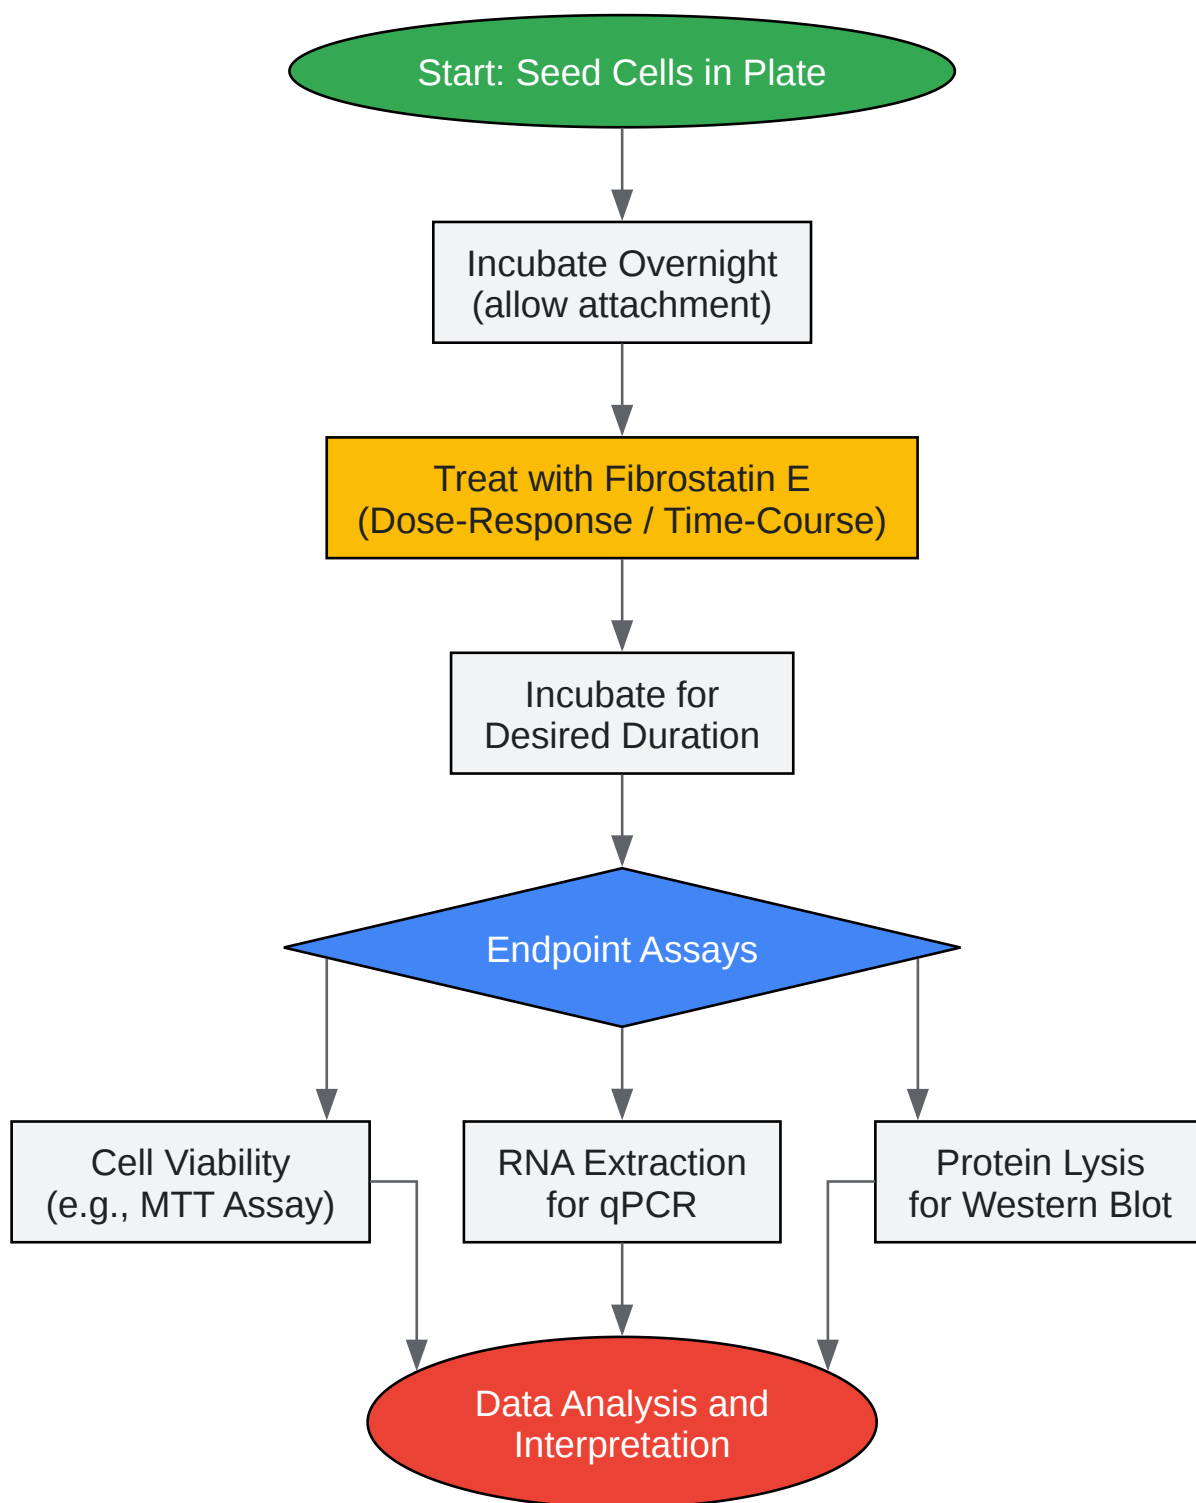 Start: Seed Cells in Plate
Incubate Overnight
(allow attachment)
Treat with Fibrostatin E
(Dose-Response / Time-Course)
Incubate for
Desired Duration
Endpoint Assays
Cell Viability
(e.g., MTT Assay)
RNA Extraction
for qPCR
Protein Lysis
for Western Blot
Data Analysis and
Interpretation